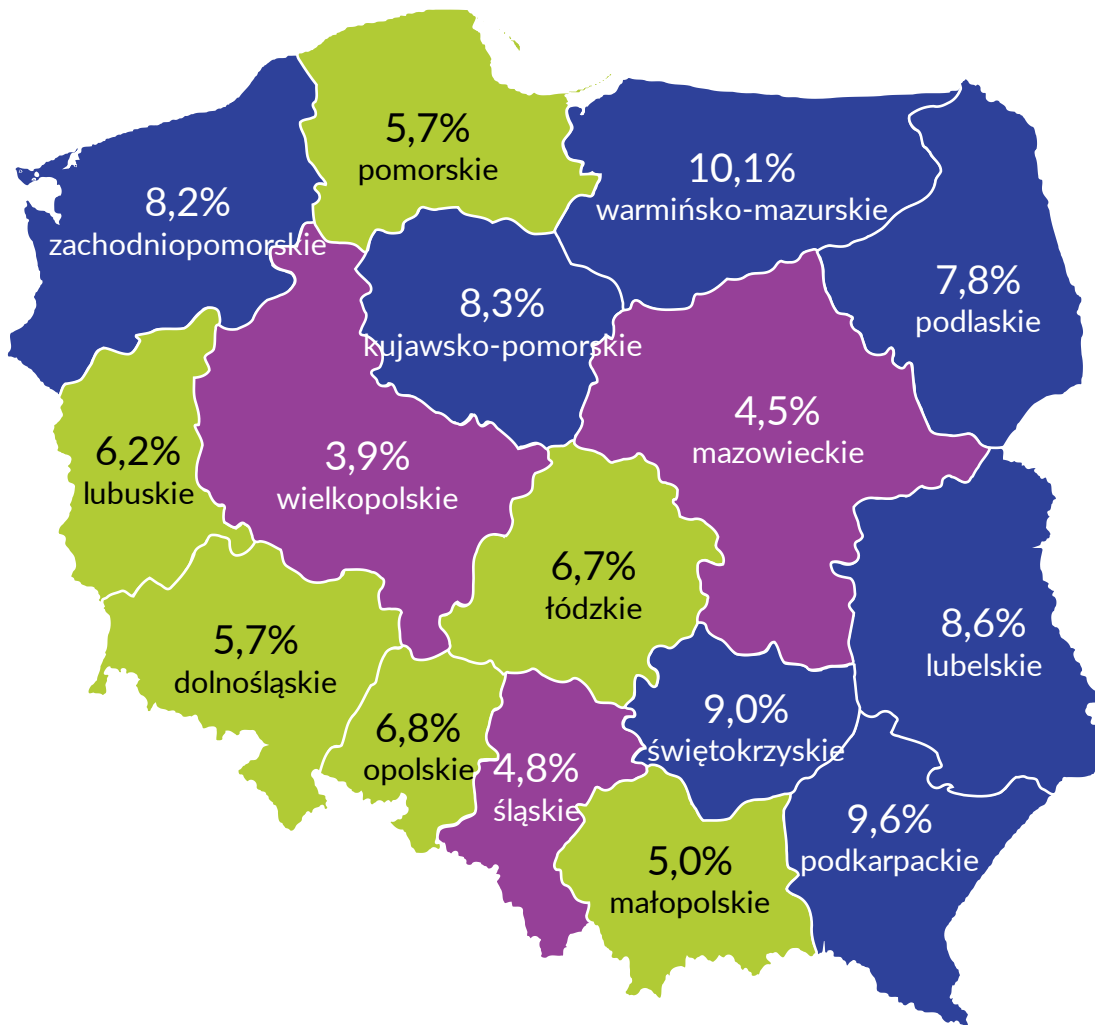 5,7%
pomorskie
10,1%
warmińsko-mazurskie
8,2%
zachodniopomorskie
7,8%
podlaskie
8,3%
kujawsko-pomorskie
4,5%
mazowieckie
6,2%
lubuskie
3,9%
wielkopolskie
6,7%
łódzkie
8,6%
lubelskie
5,7%
dolnośląskie
6,8%
opolskie
9,0%
świętokrzyskie
4,8%
śląskie
9,6%
podkarpackie
5,0%
małopolskie